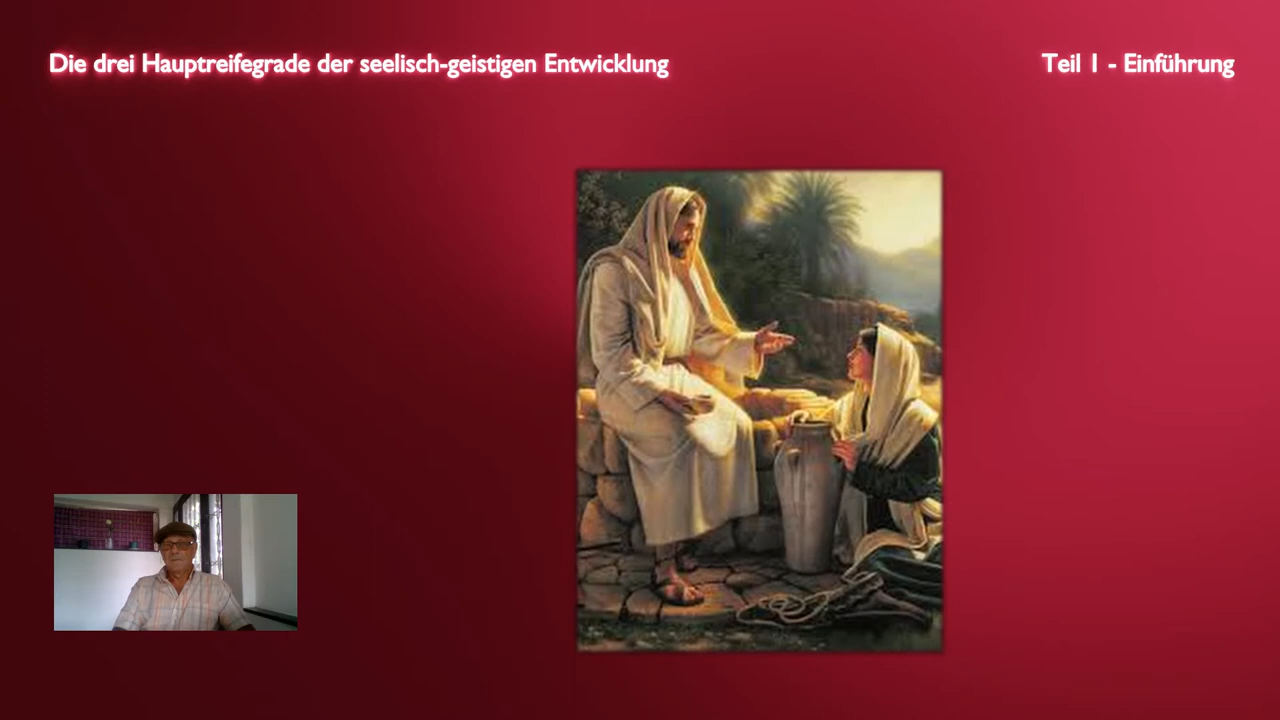 Die drei Hauptreifegrade der seelisch-geistigen Entwicklung
Teil 1 - Einführung